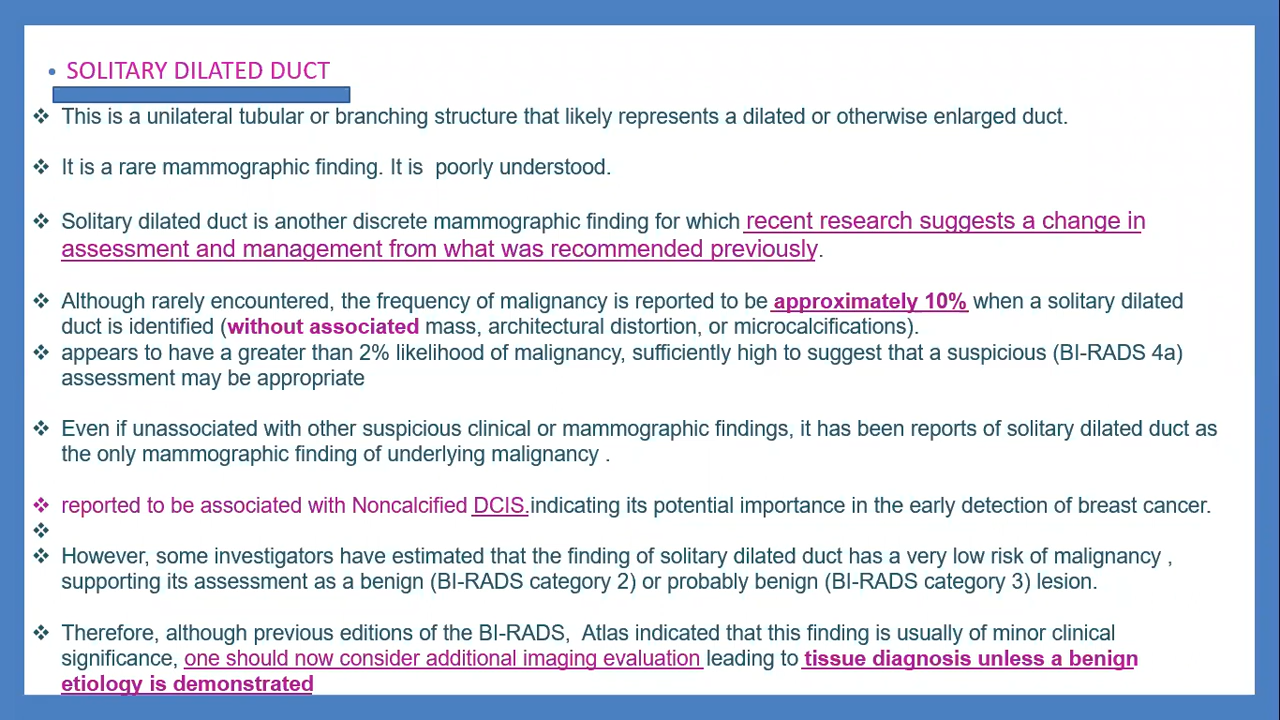 • SOLITARY DILATED DUCT
❖ This is a unilateral tubular or branching structure that likely represents a dilated or otherwise enlarged duct.
❖ It is a rare mammographic finding. It is  poorly understood.
❖ Solitary dilated duct is another discrete mammographic finding for which recent research suggests a change in
assessment and management from what was recommended previously.
❖ Although rarely encountered, the frequency of malignancy is reported to be approximately 10% when a solitary dilated
duct is identified (without associated mass, architectural distortion, or microcalcifications).
❖ appears to have a greater than 2% likelihood of malignancy, sufficiently high to suggest that a suspicious (BI-RADS 4a)
assessment may be appropriate
❖ Even if unassociated with other suspicious clinical or mammographic findings, it has been reports of solitary dilated duct as
the only mammographic finding of underlying malignancy .
❖ reported to be associated with Noncalcified DCIS.indicating its potential importance in the early detection of breast cancer.
❖
❖ However, some investigators have estimated that the finding of solitary dilated duct has a very low risk of malignancy ,
supporting its assessment as a benign (BI-RADS category 2) or probably benign (BI-RADS category 3) lesion.
❖ Therefore, although previous editions of the BI-RADS,  Atlas indicated that this finding is usually of minor clinical
significance, one should now consider additional imaging evaluation leading to tissue diagnosis unless a benign
etiology is demonstrated